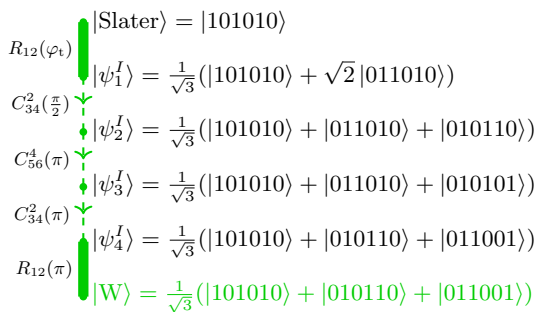 |Slater⟩ = |101010⟩
R₁₂(φₜ)
|ψ₁ᴵ⟩ = 1/√3(|101010⟩ + √2 |011010⟩)
C²₃₄(π/2)
|ψ₂ᴵ⟩ = 1/√3(|101010⟩ + |011010⟩ + |010110⟩)
C⁴₅₆(π)
|ψ₃ᴵ⟩ = 1/√3(|101010⟩ + |011010⟩ + |010101⟩)
C²₃₄(π)
|ψ₄ᴵ⟩ = 1/√3(|101010⟩ + |010110⟩ + |011001⟩)
R₁₂(π)
|W⟩ = 1/√3(|101010⟩ + |010110⟩ + |011001⟩)